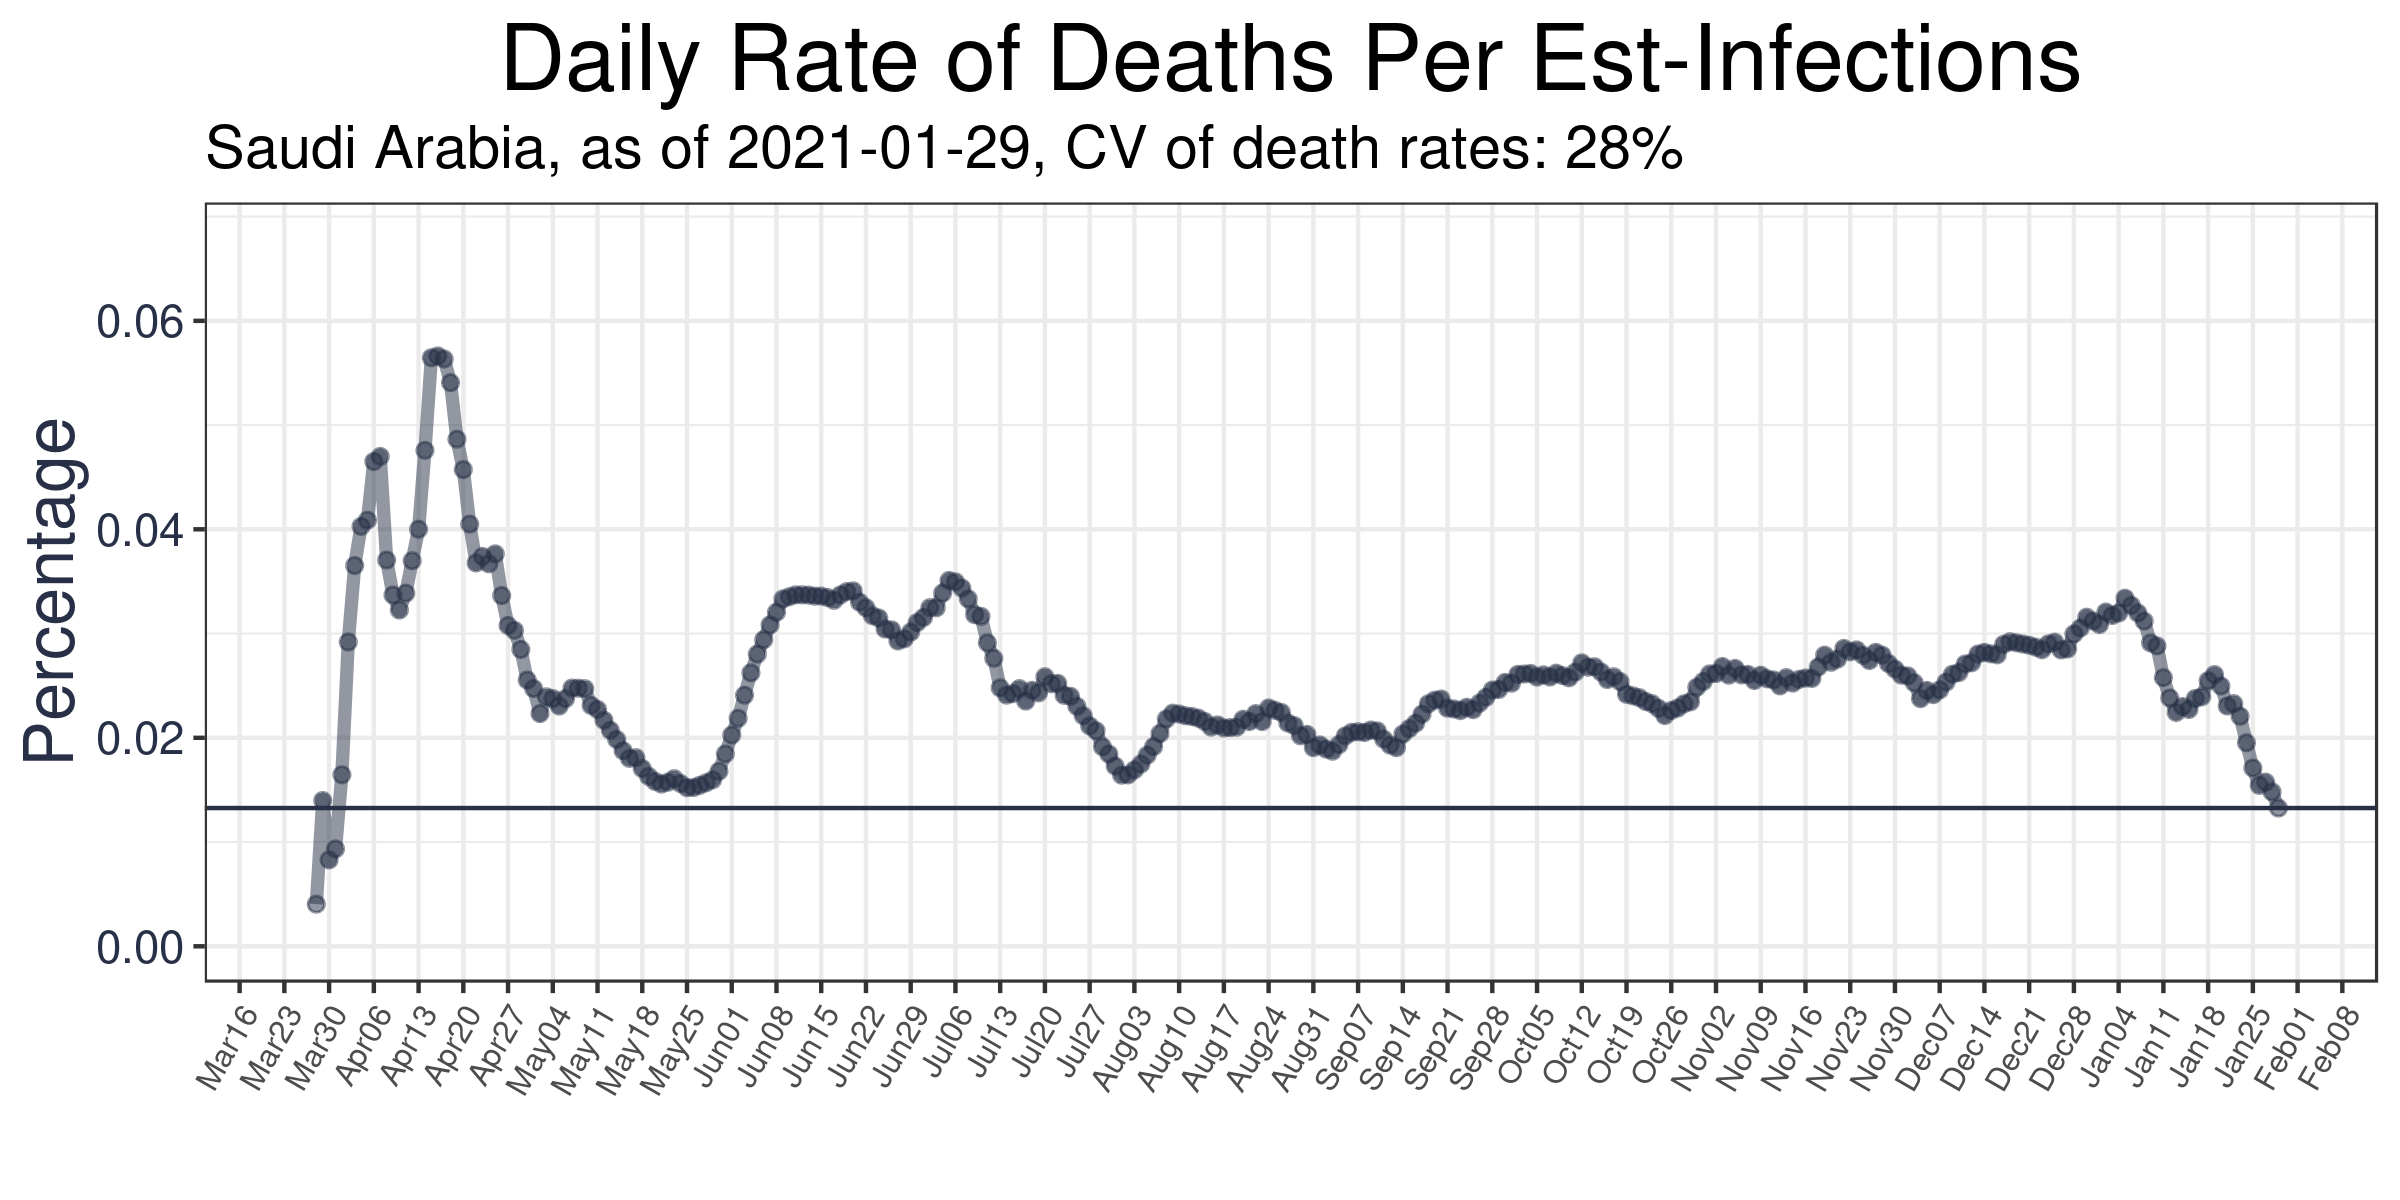 Daily Rate of Deaths Per Est-Infections
Saudi Arabia, as of 2021-01-29, CV of death rates: 28%
Percentage
0.06
0.04
0.02
0.00
Mar16
Mar23
Mar30
Apr06
Apr13
Apr20
Apr27
May04
May11
May18
May25
Jun01
Jun08
Jun15
Jun22
Jun29
Jul06
Jul13
Jul20
Jul27
Aug03
Aug10
Aug17
Aug24
Aug31
Sep07
Sep14
Sep21
Sep28
Oct05
Oct12
Oct19
Oct26
Nov02
Nov09
Nov16
Nov23
Nov30
Dec07
Dec14
Dec21
Dec28
Jan04
Jan11
Jan18
Jan25
Feb01
Feb08